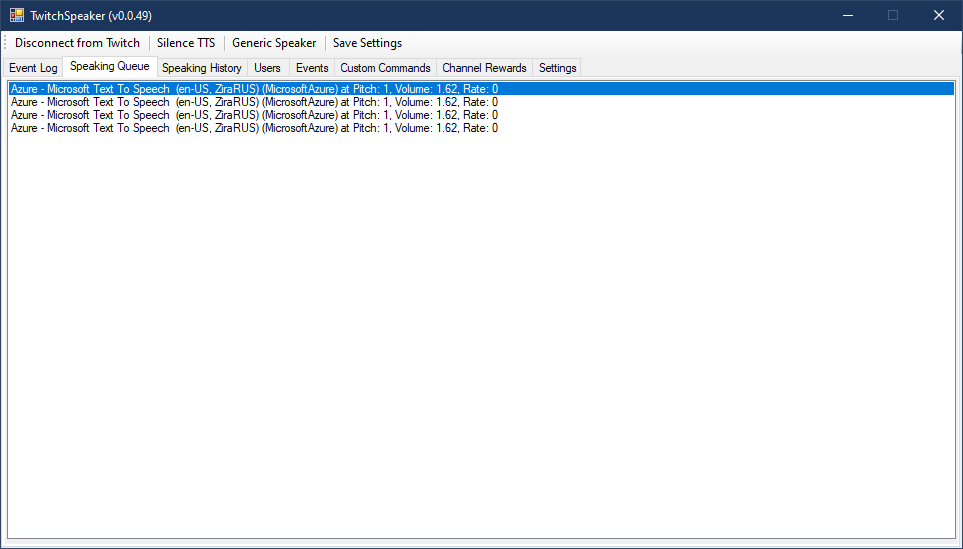 TwitchSpeaker (v0.0.49)
Disconnect from Twitch Silence TTS Generic Speaker Save Settings
Event Log Speaking Queue Speaking History Users Events Custom Commands Channel Rewards Settings
Azure - Microsoft Text To Speech  (en-US, ZiraRUS) (MicrosoftAzure) at Pitch: 1, Volume: 1.62, Rate: 0
Azure - Microsoft Text To Speech  (en-US, ZiraRUS) (MicrosoftAzure) at Pitch: 1, Volume: 1.62, Rate: 0
Azure - Microsoft Text To Speech  (en-US, ZiraRUS) (MicrosoftAzure) at Pitch: 1, Volume: 1.62, Rate: 0
Azure - Microsoft Text To Speech  (en-US, ZiraRUS) (MicrosoftAzure) at Pitch: 1, Volume: 1.62, Rate: 0